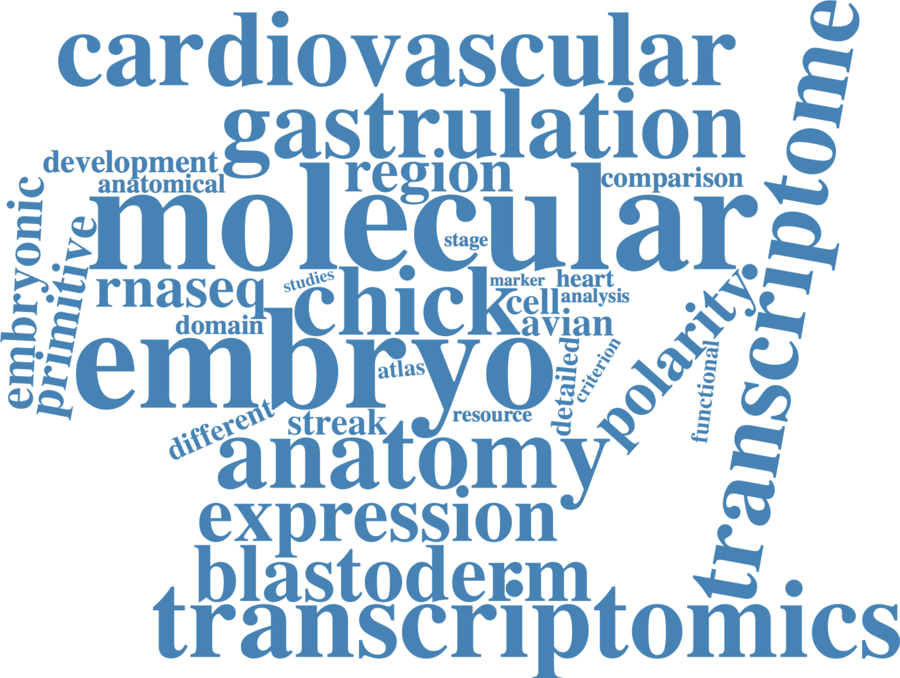 cardiovascular
transcriptome
gastrulation
development
region
anatomical
comparison
embryonic
primitive
molecular
stage
rnaseq
studies
chick
marker
heart
cell
analysis
domain
avian
polarity
embryo
atlas
detailed
criterion
functional
different
streak
resource
anatomy
expression
blastoderm
transcriptomics